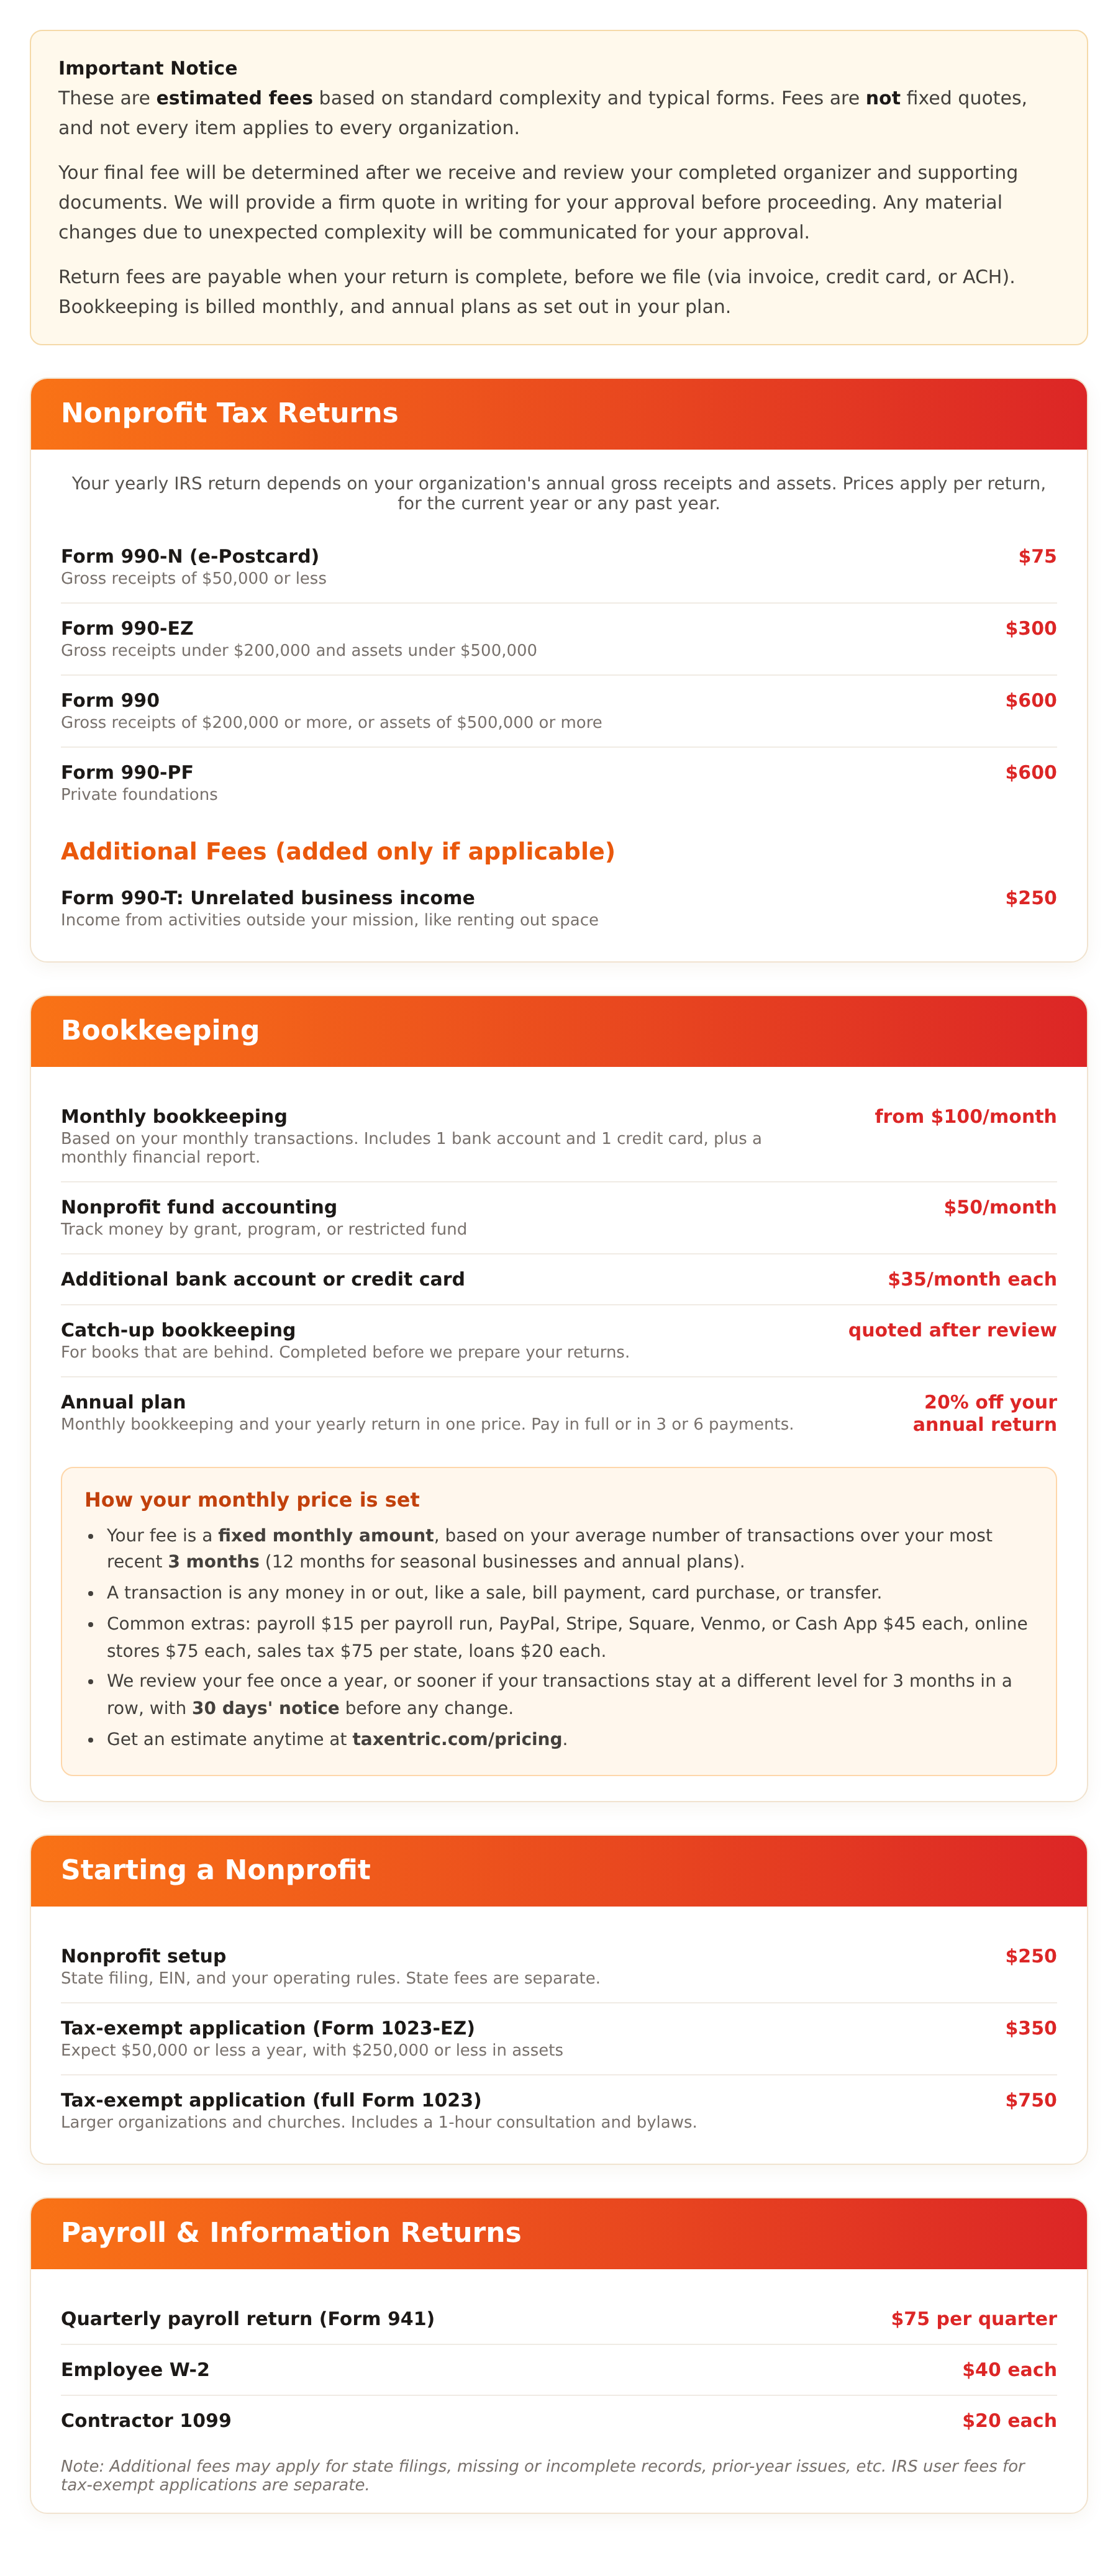 Important Notice
These are estimated fees based on standard complexity and typical forms. Fees are not fixed quotes,
and not every item applies to every organization.
Your final fee will be determined after we receive and review your completed organizer and supporting
documents. We will provide a firm quote in writing for your approval before proceeding. Any material
changes due to unexpected complexity will be communicated for your approval.
Return fees are payable when your return is complete, before we file (via invoice, credit card, or ACH).
Bookkeeping is billed monthly, and annual plans as set out in your plan.
Nonprofit Tax Returns
Your yearly IRS return depends on your organization's annual gross receipts and assets. Prices apply per return,
for the current year or any past year.
Form 990-N (e-Postcard) $75
Gross receipts of $50,000 or less
Form 990-EZ $300
Gross receipts under $200,000 and assets under $500,000
Form 990 $600
Gross receipts of $200,000 or more, or assets of $500,000 or more
Form 990-PF $600
Private foundations
Additional Fees (added only if applicable)
Form 990-T: Unrelated business income $250
Income from activities outside your mission, like renting out space
Bookkeeping
Monthly bookkeeping from $100/month
Based on your monthly transactions. Includes 1 bank account and 1 credit card, plus a
monthly financial report.
Nonprofit fund accounting $50/month
Track money by grant, program, or restricted fund
Additional bank account or credit card $35/month each
Catch-up bookkeeping quoted after review
For books that are behind. Completed before we prepare your returns.
Annual plan 20% off your
Monthly bookkeeping and your yearly return in one price. Pay in full or in 3 or 6 payments. annual return
How your monthly price is set
• Your fee is a fixed monthly amount, based on your average number of transactions over your most
recent 3 months (12 months for seasonal businesses and annual plans).
• A transaction is any money in or out, like a sale, bill payment, card purchase, or transfer.
• Common extras: payroll $15 per payroll run, PayPal, Stripe, Square, Venmo, or Cash App $45 each, online
stores $75 each, sales tax $75 per state, loans $20 each.
• We review your fee once a year, or sooner if your transactions stay at a different level for 3 months in a
row, with 30 days' notice before any change.
• Get an estimate anytime at taxentric.com/pricing.
Starting a Nonprofit
Nonprofit setup $250
State filing, EIN, and your operating rules. State fees are separate.
Tax-exempt application (Form 1023-EZ) $350
Expect $50,000 or less a year, with $250,000 or less in assets
Tax-exempt application (full Form 1023) $750
Larger organizations and churches. Includes a 1-hour consultation and bylaws.
Payroll & Information Returns
Quarterly payroll return (Form 941) $75 per quarter
Employee W-2 $40 each
Contractor 1099 $20 each
Note: Additional fees may apply for state filings, missing or incomplete records, prior-year issues, etc. IRS user fees for
tax-exempt applications are separate.